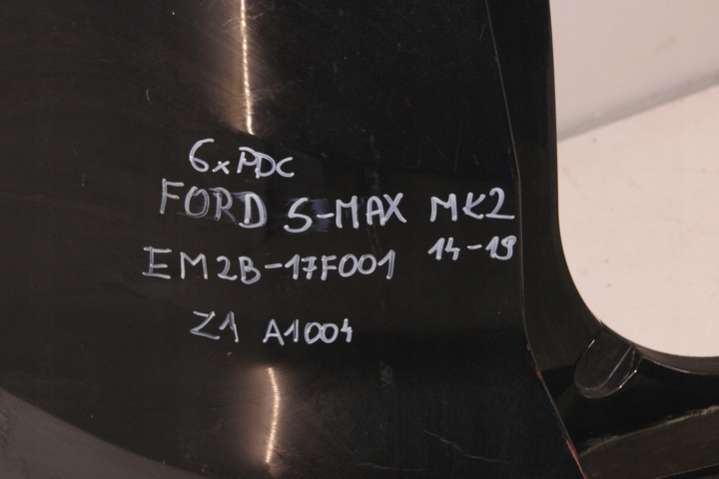 6xPDC
FORD S-MAX MK2
14-19
EM2B-17F001
Z1 A1004